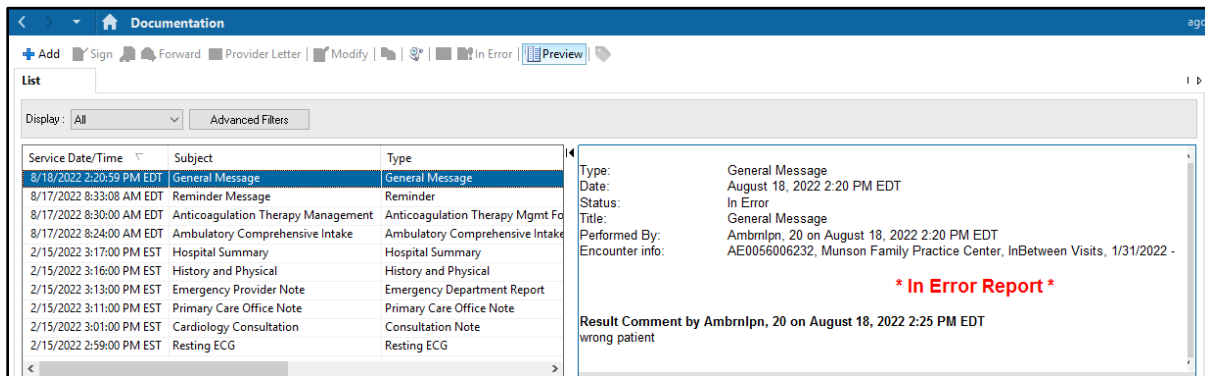 Documentation
ago
Add Sign Forward Provider Letter Modify In Error Preview
List
Display: All Advanced Filters
Service Date/Time Subject Type
8/18/2022 2:20:59 PM EDT General Message General Message
8/17/2022 8:33:08 AM EDT Reminder Message Reminder
8/17/2022 8:30:00 AM EDT Anticoagulation Therapy Management Anticoagulation Therapy Mgmt Fo
8/17/2022 8:24:00 AM EDT Ambulatory Comprehensive Intake Ambulatory Comprehensive Intake
2/15/2022 3:17:00 PM EST Hospital Summary Hospital Summary
2/15/2022 3:16:00 PM EST History and Physical History and Physical
2/15/2022 3:13:00 PM EST Emergency Provider Note Emergency Department Report
2/15/2022 3:11:00 PM EST Primary Care Office Note Primary Care Office Note
2/15/2022 3:01:00 PM EST Cardiology Consultation Consultation Note
2/15/2022 2:59:00 PM EST Resting ECG Resting ECG
Type: General Message
Date: August 18, 2022 2:20 PM EDT
Status: In Error
Title: General Message
Performed By: Ambrnlpn, 20 on August 18, 2022 2:20 PM EDT
Encounter info: AE0056006232, Munson Family Practice Center, InBetween Visits, 1/31/2022 -
* In Error Report *
Result Comment by Ambrnlpn, 20 on August 18, 2022 2:25 PM EDT
wrong patient